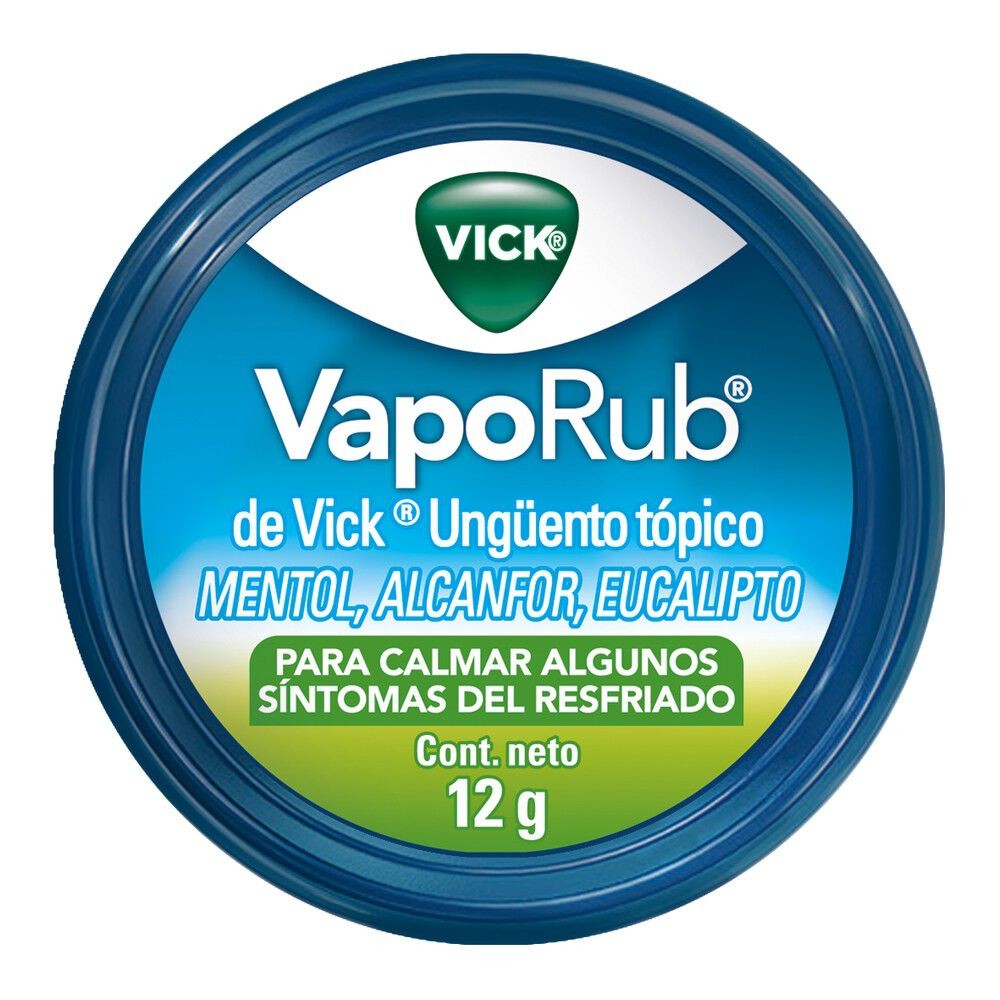 VICK®
VapoRub®
de Vick ® Ungüento tópico
MENTOL, ALCANFOR, EUCALIPTO
PARA CALMAR ALGUNOS
SÍNTOMAS DEL RESFRIADO
Cont. neto
12 g